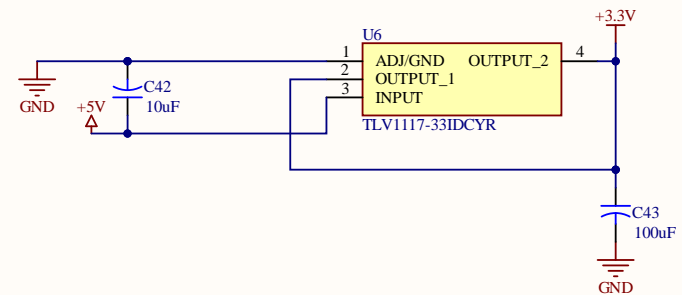 +3.3V
U6
1 ADJ/GND OUTPUT_2 4
2 OUTPUT_1
3 INPUT
TLV1117-33IDCYR
GND
C42
10uF
+5V
C43
100uF
GND